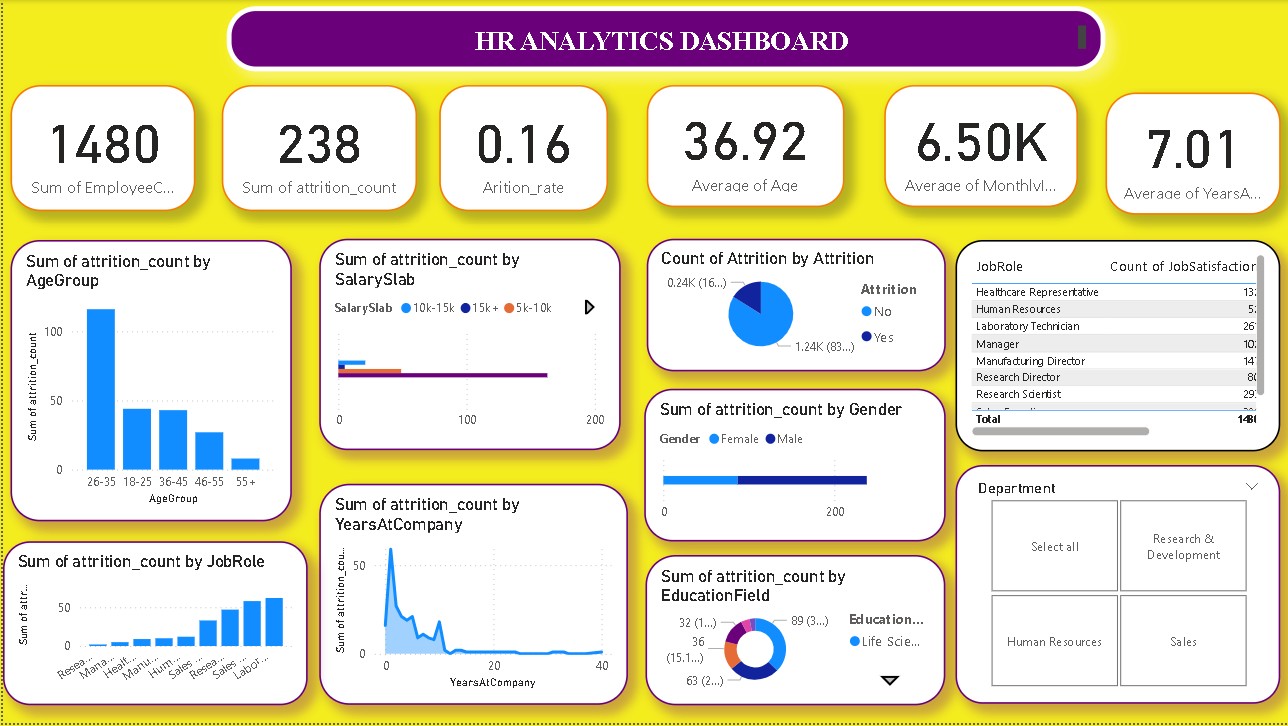 HR ANALYTICS DASHBOARD
1480
Sum of EmployeeC...
238
Sum of attrition_count
0.16
Arition_rate
36.92
Average of Age
6.50K
Average of MonthlyI...
7.01
Average of YearsA...
Sum of attrition_count by
AgeGroup
Sum of attrition_count
100
50
0
26-35 18-25 36-45 46-55 55+
AgeGroup
Sum of attrition_count by
SalarySlab
SalarySlab 10k-15k 15k+ 5k-10k
0 100 200
Count of Attrition by Attrition
0.24K (16...)
1.24K (83...)
Attrition
No
Yes
JobRole Count of JobSatisfaction
Healthcare Representative 132
Human Resources 52
Laboratory Technician 26
Manager 10
Manufacturing Director 147
Research Director 80
Research Scientist 29
Total 1480
Sum of attrition_count by Gender
Gender Female Male
0 200
Sum of attrition_count by
YearsAtCompany
Sum of attrition_cou...
50
0
0 20 40
YearsAtCompany
Department
Select all
Research &
Development
Human Resources
Sales
Sum of attrition_count by JobRole
Sum of attr...
50
0
Resea... Mana... Healt... Manu... Hum... Sales ... Resea... Sales ... Labor...
Sum of attrition_count by
EducationField
32 (1...)
36
(15.1...)
63 (2...)
89 (3...)
Education...
Life Scie...